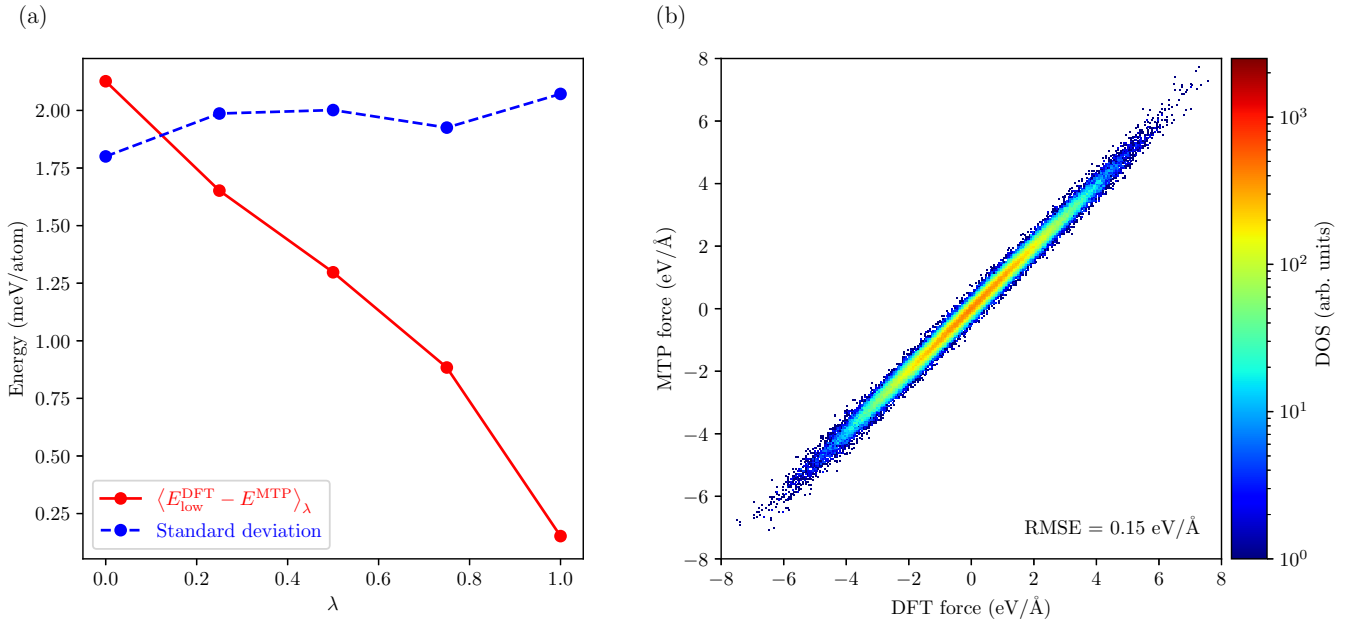 (a)
Energy (meV/atom)
2.00
1.75
1.50
1.25
1.00
0.75
0.50
0.25
⟨E_low^DFT − E^MTP⟩_λ
Standard deviation
0.0 0.2 0.4 0.6 0.8 1.0
λ
(b)
MTP force (eV/Å)
8
6
4
2
0
−2
−4
−6
−8
RMSE = 0.15 eV/Å
−8 −6 −4 −2 0 2 4 6 8
DFT force (eV/Å)
10^3
10^2
10^1
10^0
DOS (arb. units)